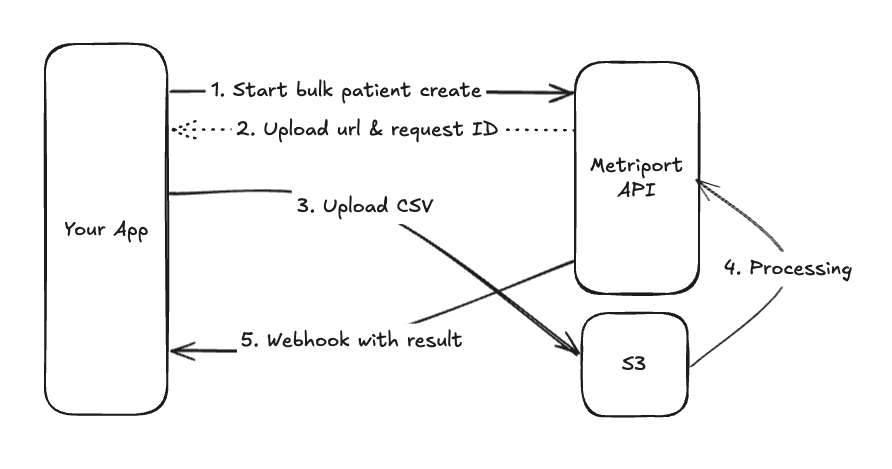 1. Start bulk patient create
2. Upload url & request ID
Metriport
API
3. Upload CSV
Your App
4. Processing
5. Webhook with result
S3